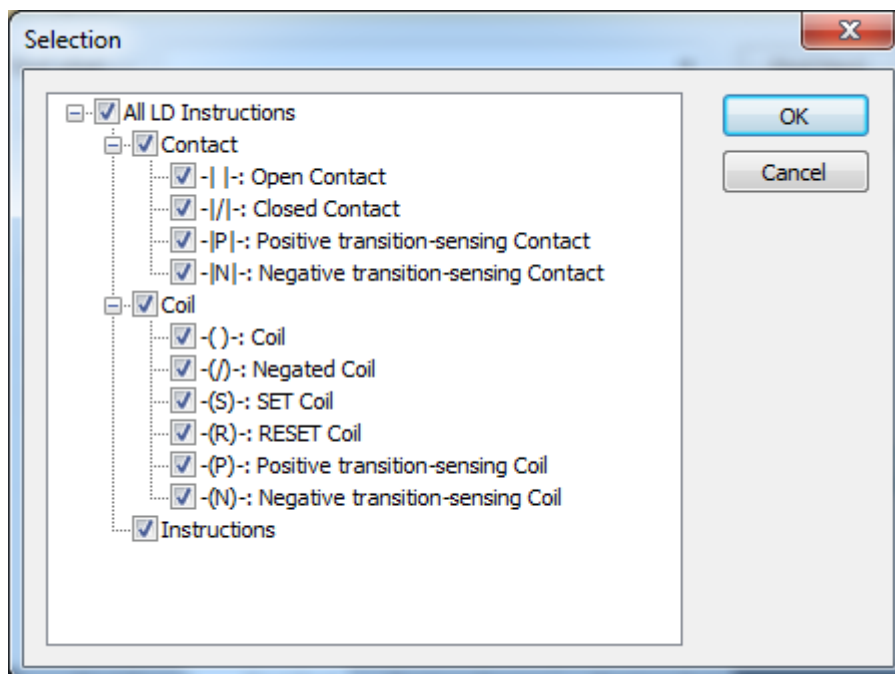 Selection
All LD Instructions
Contact
-| |-: Open Contact
-|/|-: Closed Contact
-|P|-: Positive transition-sensing Contact
-|N|-: Negative transition-sensing Contact
Coil
-( )-: Coil
-(/)-: Negated Coil
-(S)-: SET Coil
-(R)-: RESET Coil
-(P)-: Positive transition-sensing Coil
-(N)-: Negative transition-sensing Coil
Instructions
OK
Cancel